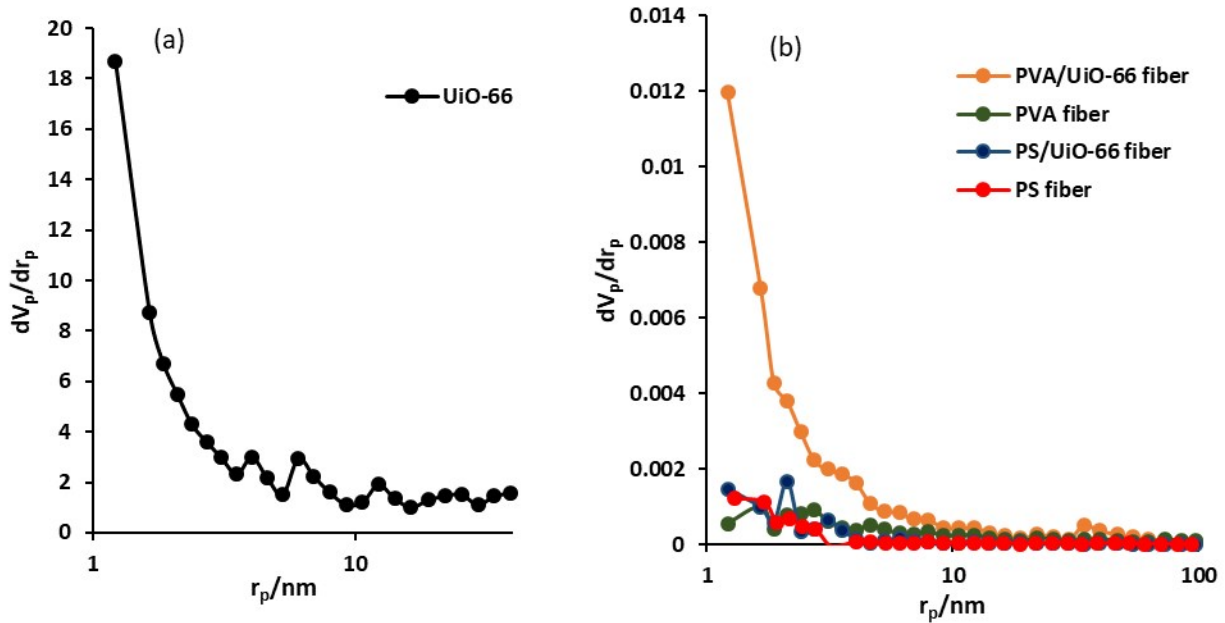 (a)
20
18
16
14
12
10
8
6
4
2
0
dVp/drp
1
10
rp/nm
UiO-66
(b)
0.014
0.012
0.01
0.008
0.006
0.004
0.002
0
dVp/drp
1
10
100
rp/nm
PVA/UiO-66 fiber
PVA fiber
PS/UiO-66 fiber
PS fiber